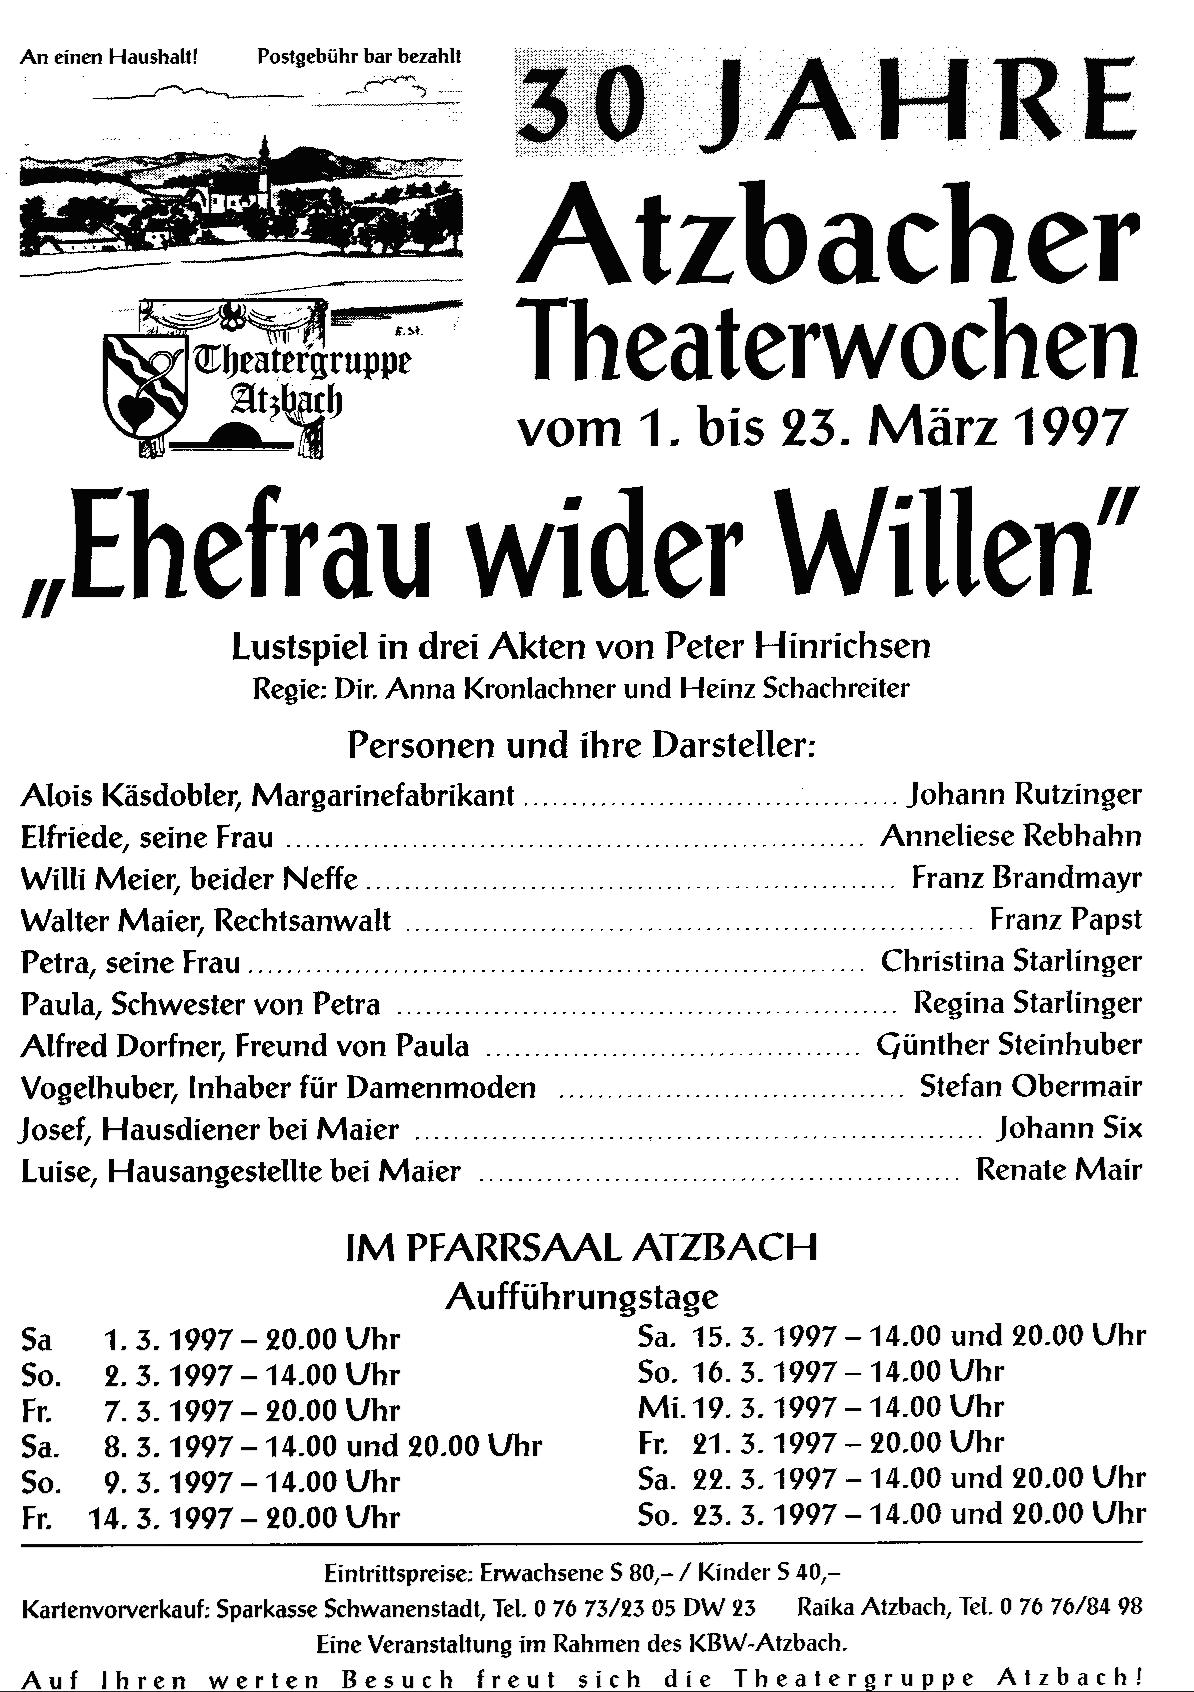 An einen Haushalt! Postgebühr bar bezahlt
30 JAHRE
Atzbacher
Theaterwochen
vom 1. bis 23. März 1997
E. St.
Theatergruppe
Atzbach
„Ehefrau wider Willen"
Lustspiel in drei Akten von Peter Hinrichsen
Regie: Dir. Anna Kronlachner und Heinz Schachreiter
Personen und ihre Darsteller:
Alois Käsdobler, Margarinefabrikant ........ Johann Rutzinger
Elfriede, seine Frau ........ Anneliese Rebhahn
Willi Meier, beider Neffe ........ Franz Brandmayr
Walter Maier, Rechtsanwalt ........ Franz Papst
Petra, seine Frau ........ Christina Starlinger
Paula, Schwester von Petra ........ Regina Starlinger
Alfred Dorfner, Freund von Paula ........ Günther Steinhuber
Vogelhuber, Inhaber für Damenmoden ........ Stefan Obermair
Josef, Hausdiener bei Maier ........ Johann Six
Luise, Hausangestellte bei Maier ........ Renate Mair
IM PFARRSAAL ATZBACH
Aufführungstage
Sa 1. 3. 1997 – 20.00 Uhr
So. 2. 3. 1997 – 14.00 Uhr
Fr. 7. 3. 1997 – 20.00 Uhr
Sa. 8. 3. 1997 – 14.00 und 20.00 Uhr
So. 9. 3. 1997 – 14.00 Uhr
Fr. 14. 3. 1997 – 20.00 Uhr
Sa. 15. 3. 1997 – 14.00 und 20.00 Uhr
So. 16. 3. 1997 – 14.00 Uhr
Mi. 19. 3. 1997 – 14.00 Uhr
Fr. 21. 3. 1997 – 20.00 Uhr
Sa. 22. 3. 1997 – 14.00 und 20.00 Uhr
So. 23. 3. 1997 – 14.00 und 20.00 Uhr
Eintrittspreise: Erwachsene S 80,– / Kinder S 40,–
Kartenvorverkauf: Sparkasse Schwanenstadt, Tel. 0 76 73/23 05 DW 23 Raika Atzbach, Tel. 0 76 76/84 98
Eine Veranstaltung im Rahmen des KBW-Atzbach.
Auf Ihren werten Besuch freut sich die Theatergruppe Atzbach!